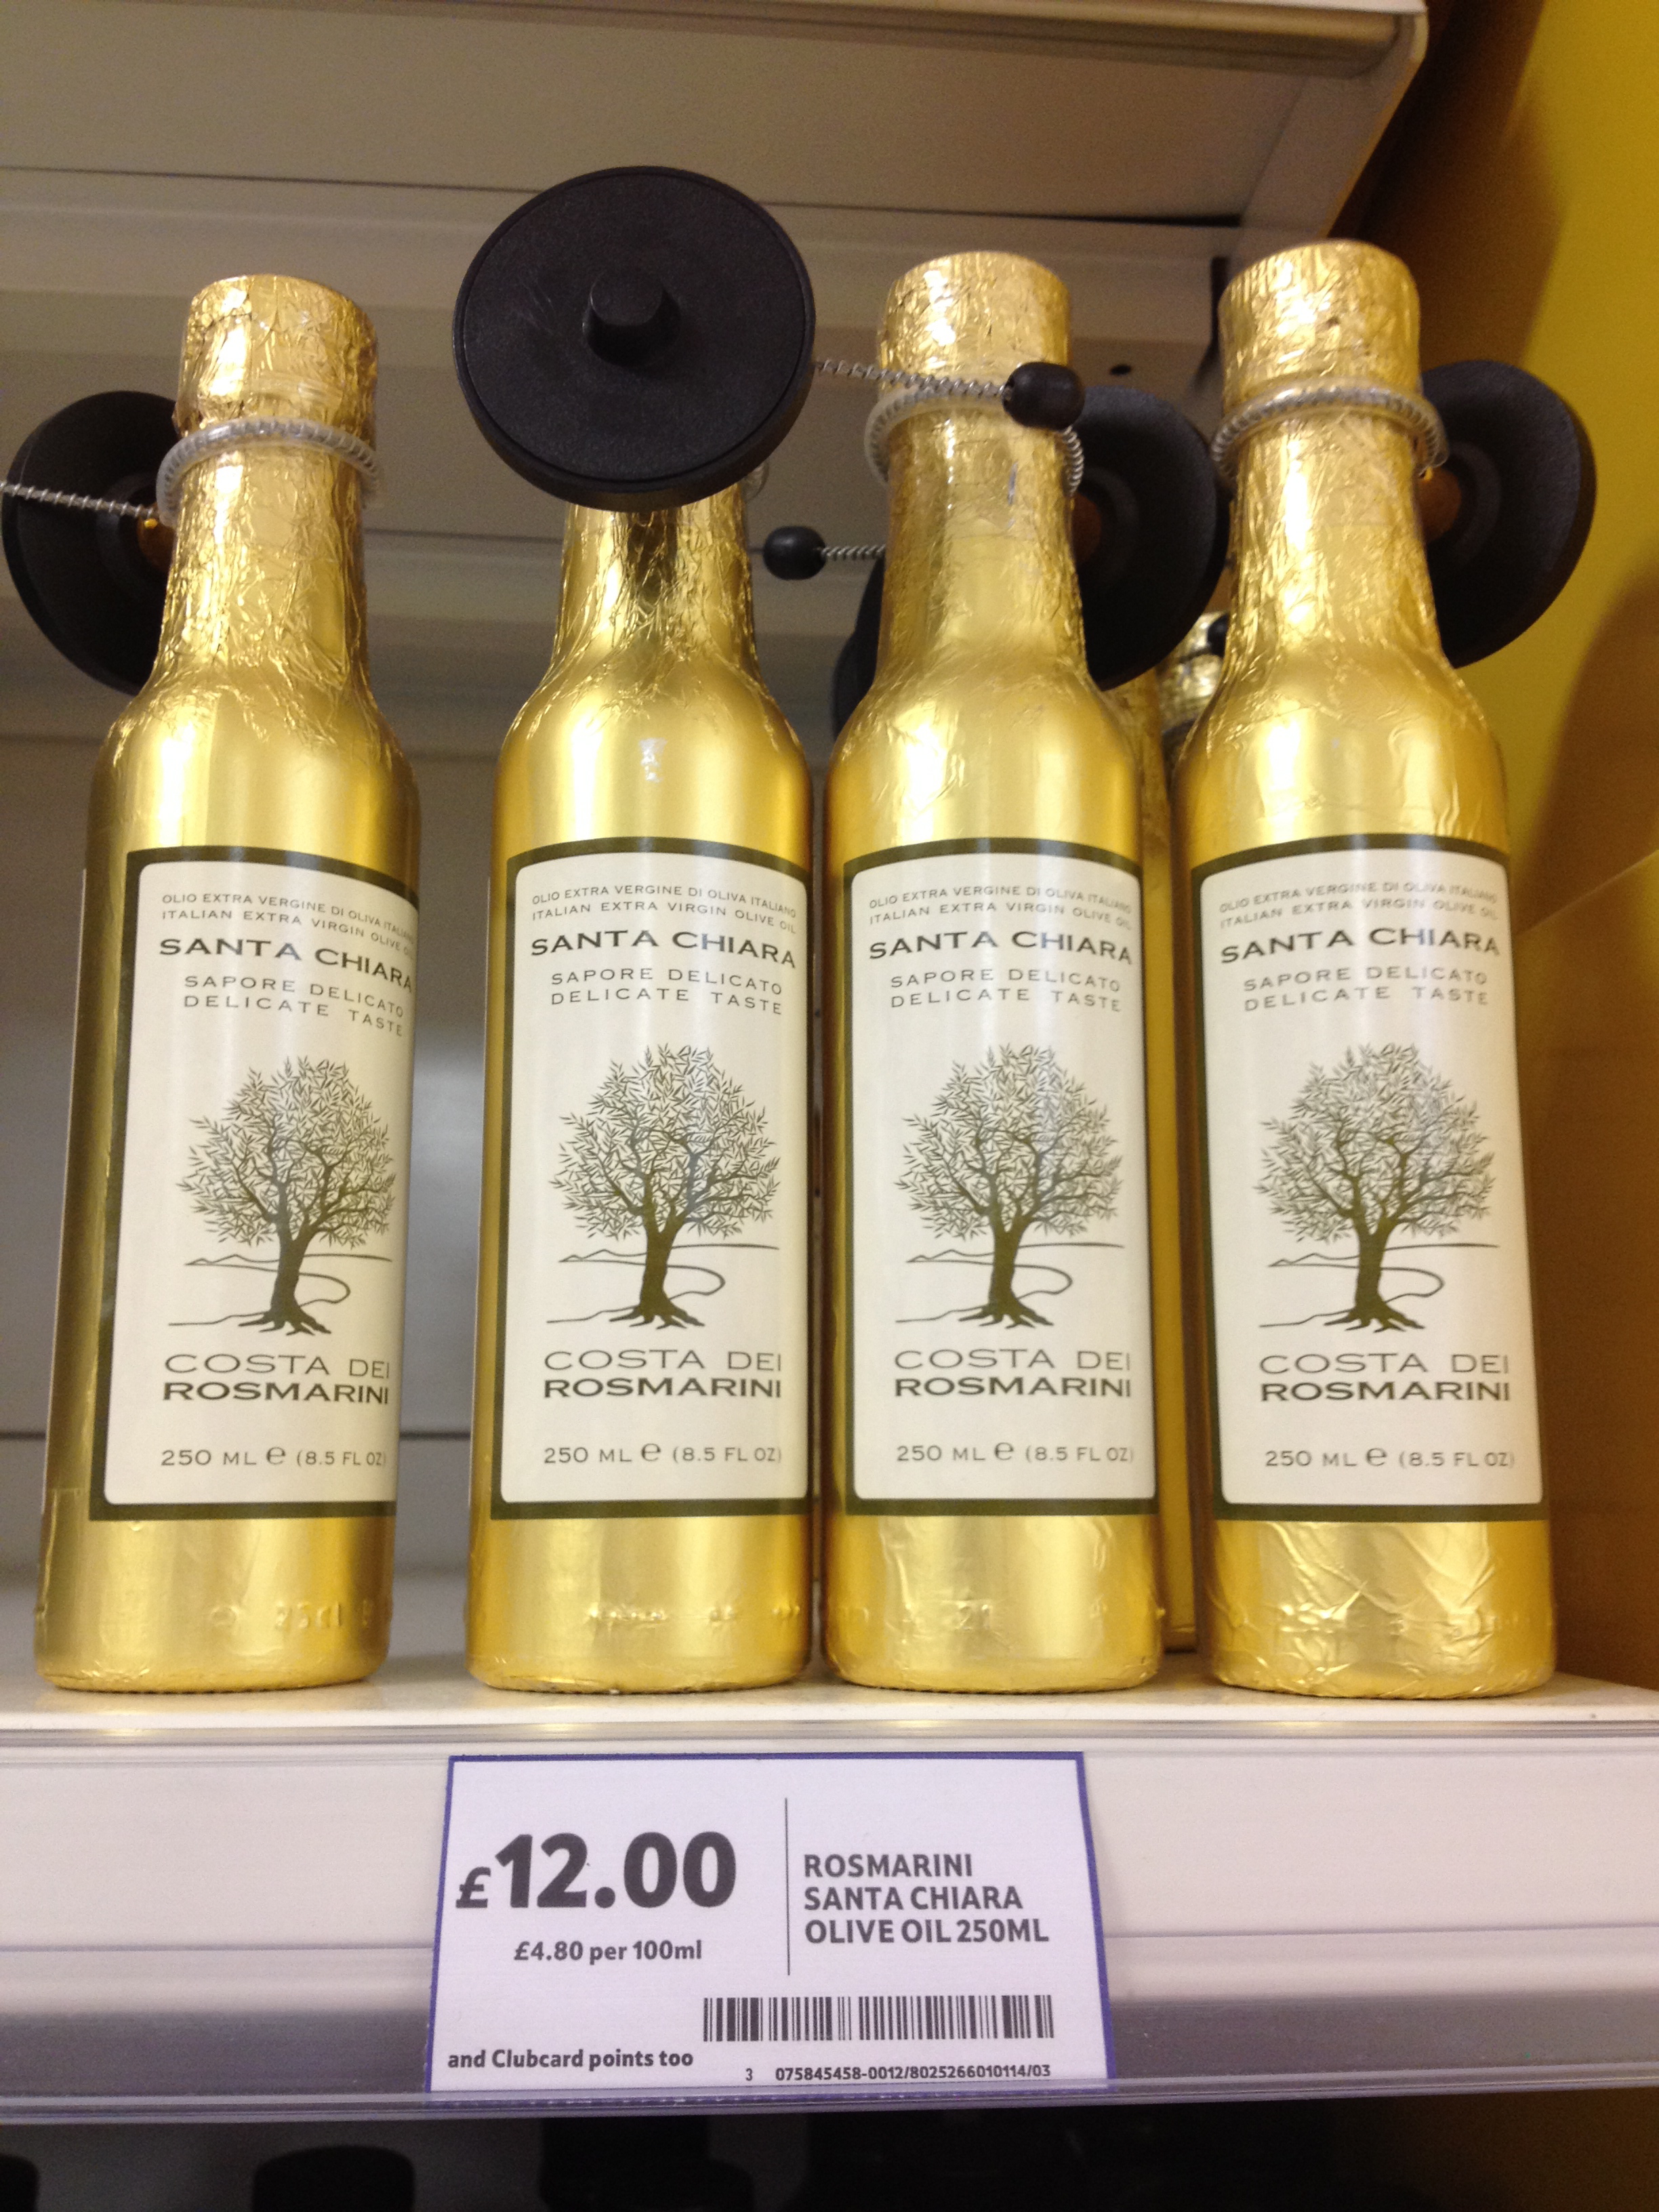 OLIO EXTRA VERGINE DI OLIVA ITALIANO
ITALIAN EXTRA VIRGIN OLIVE OIL
SANTA CHIARA
SAPORE DELICATO
DELICATE TASTE
COSTA DEI
ROSMARINI
250 ML e (8.5 FL OZ)
OLIO EXTRA VERGINE DI OLIVA ITALIANO
ITALIAN EXTRA VIRGIN OLIVE OIL
SANTA CHIARA
SAPORE DELICATO
DELICATE TASTE
COSTA DEI
ROSMARINI
250 ML e (8.5 FL OZ)
OLIO EXTRA VERGINE DI OLIVA ITALIANO
ITALIAN EXTRA VIRGIN OLIVE OIL
SANTA CHIARA
SAPORE DELICATO
DELICATE TASTE
COSTA DEI
ROSMARINI
250 ML e (8.5 FL OZ)
OLIO EXTRA VERGINE DI OLIVA ITALIANO
ITALIAN EXTRA VIRGIN OLIVE OIL
SANTA CHIARA
SAPORE DELICATO
DELICATE TASTE
COSTA DEI
ROSMARINI
250 ML e (8.5 FL OZ)
25cl
£12.00
£4.80 per 100ml
ROSMARINI
SANTA CHIARA
OLIVE OIL 250ML
and Clubcard points too
3 075845458-0012/8025266010114/03